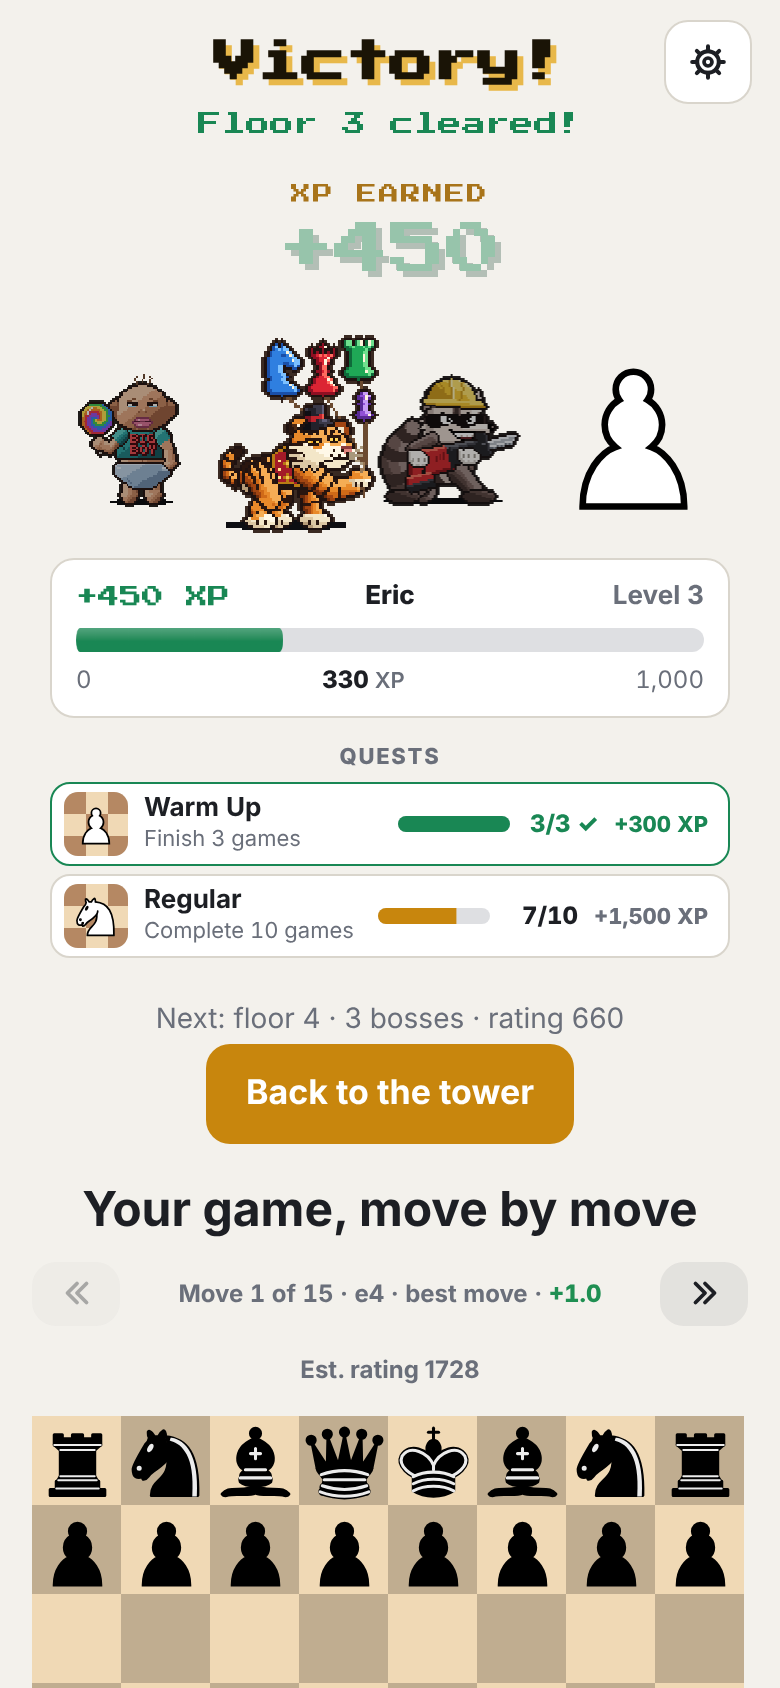 Victory!
Floor 3 cleared!
XP EARNED
+450
BIG
BOY
+450 XP Eric Level 3
0 330 XP 1,000
QUESTS
Warm Up
Finish 3 games
3/3 ✓ +300 XP
Regular
Complete 10 games
7/10 +1,500 XP
Next: floor 4 · 3 bosses · rating 660
Back to the tower
Your game, move by move
Move 1 of 15 · e4 · best move · +1.0
Est. rating 1728